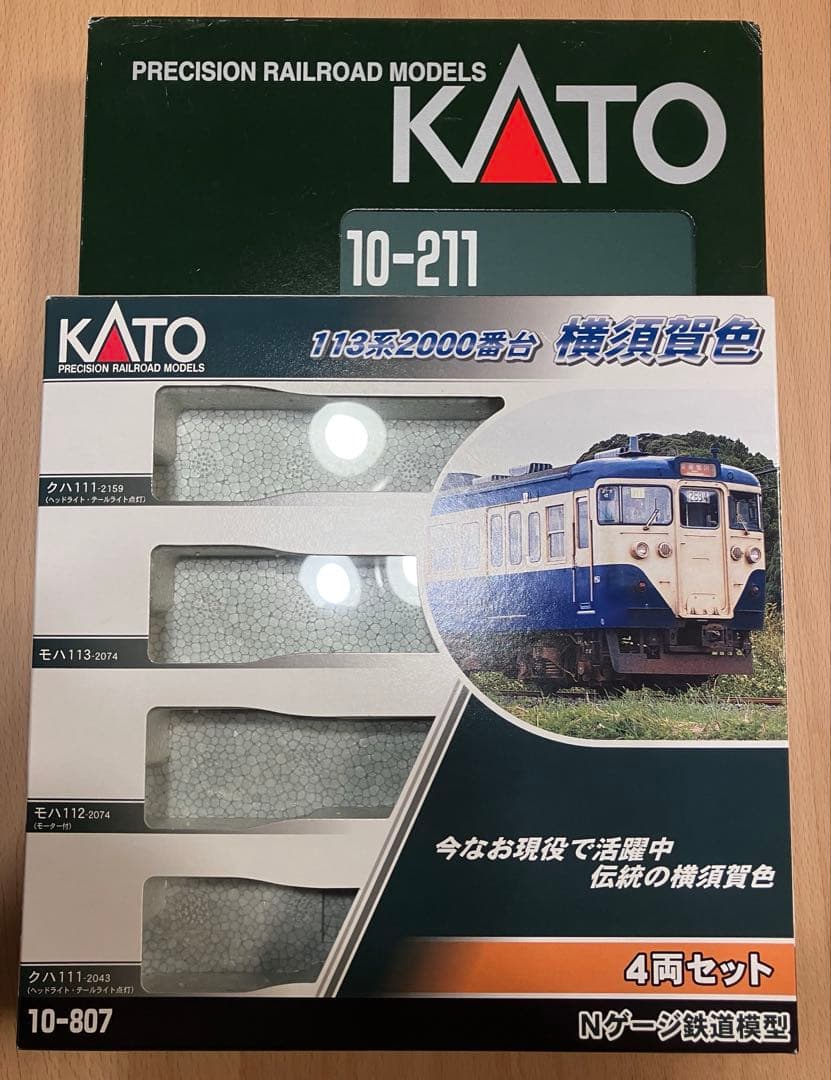 PRECISION RAILROAD MODELS
KATO
10-211
KATO
PRECISION RAILROAD MODELS
113系2000番台 横須賀色
クハ111-2159
(ヘッドライト・テールライト点灯)
モハ113-2074
モハ112-2074
(モーター付)
クハ111-2043
(ヘッドライト・テールライト点灯)
今なお現役で活躍中
伝統の横須賀色
4両セット
10-807
Nゲージ鉄道模型